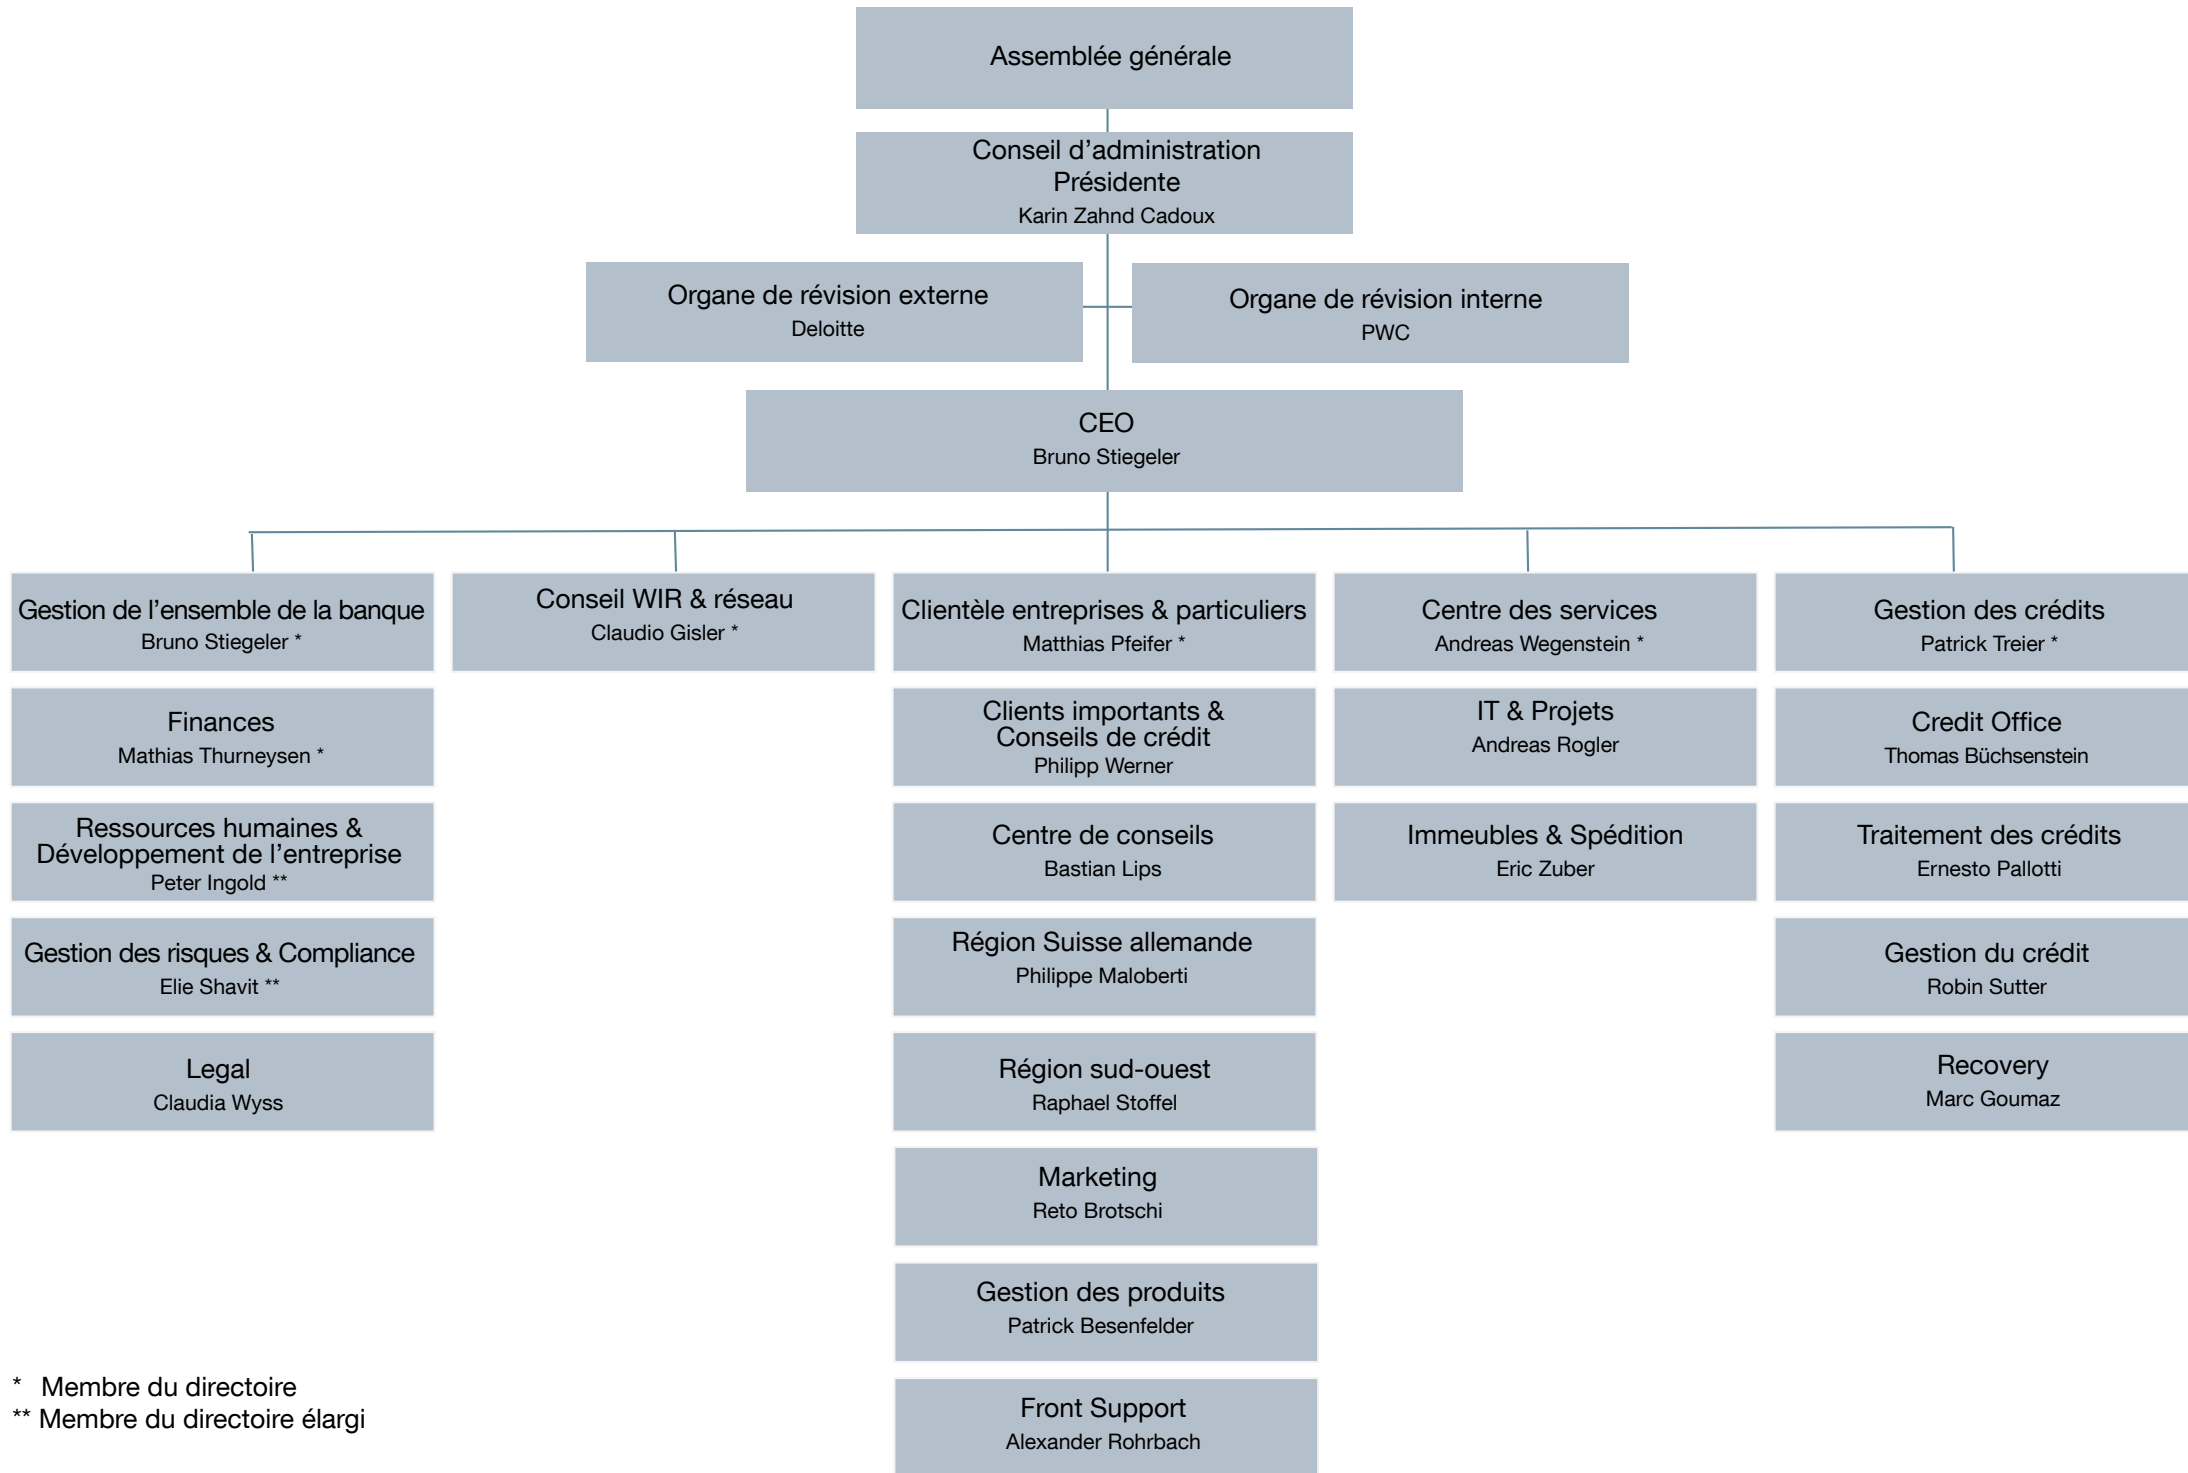 Assemblée générale
Conseil d’administration
Présidente
Karin Zahnd Cadoux
Organe de révision externe
Deloitte
Organe de révision interne
PWC
CEO
Bruno Stiegeler
Gestion de l’ensemble de la banque
Bruno Stiegeler *
Finances
Mathias Thurneysen *
Ressources humaines &
Développement de l’entreprise
Peter Ingold **
Gestion des risques & Compliance
Elie Shavit **
Legal
Claudia Wyss
Conseil WIR & réseau
Claudio Gisler *
Clientèle entreprises & particuliers
Matthias Pfeifer *
Clients importants &
Conseils de crédit
Philipp Werner
Centre de conseils
Bastian Lips
Région Suisse allemande
Philippe Maloberti
Région sud-ouest
Raphael Stoffel
Marketing
Reto Brotschi
Gestion des produits
Patrick Besenfelder
Front Support
Alexander Rohrbach
Centre des services
Andreas Wegenstein *
IT & Projets
Andreas Rogler
Immeubles & Spédition
Eric Zuber
Gestion des crédits
Patrick Treier *
Credit Office
Thomas Büchsenstein
Traitement des crédits
Ernesto Pallotti
Gestion du crédit
Robin Sutter
Recovery
Marc Goumaz
* Membre du directoire
** Membre du directoire élargi